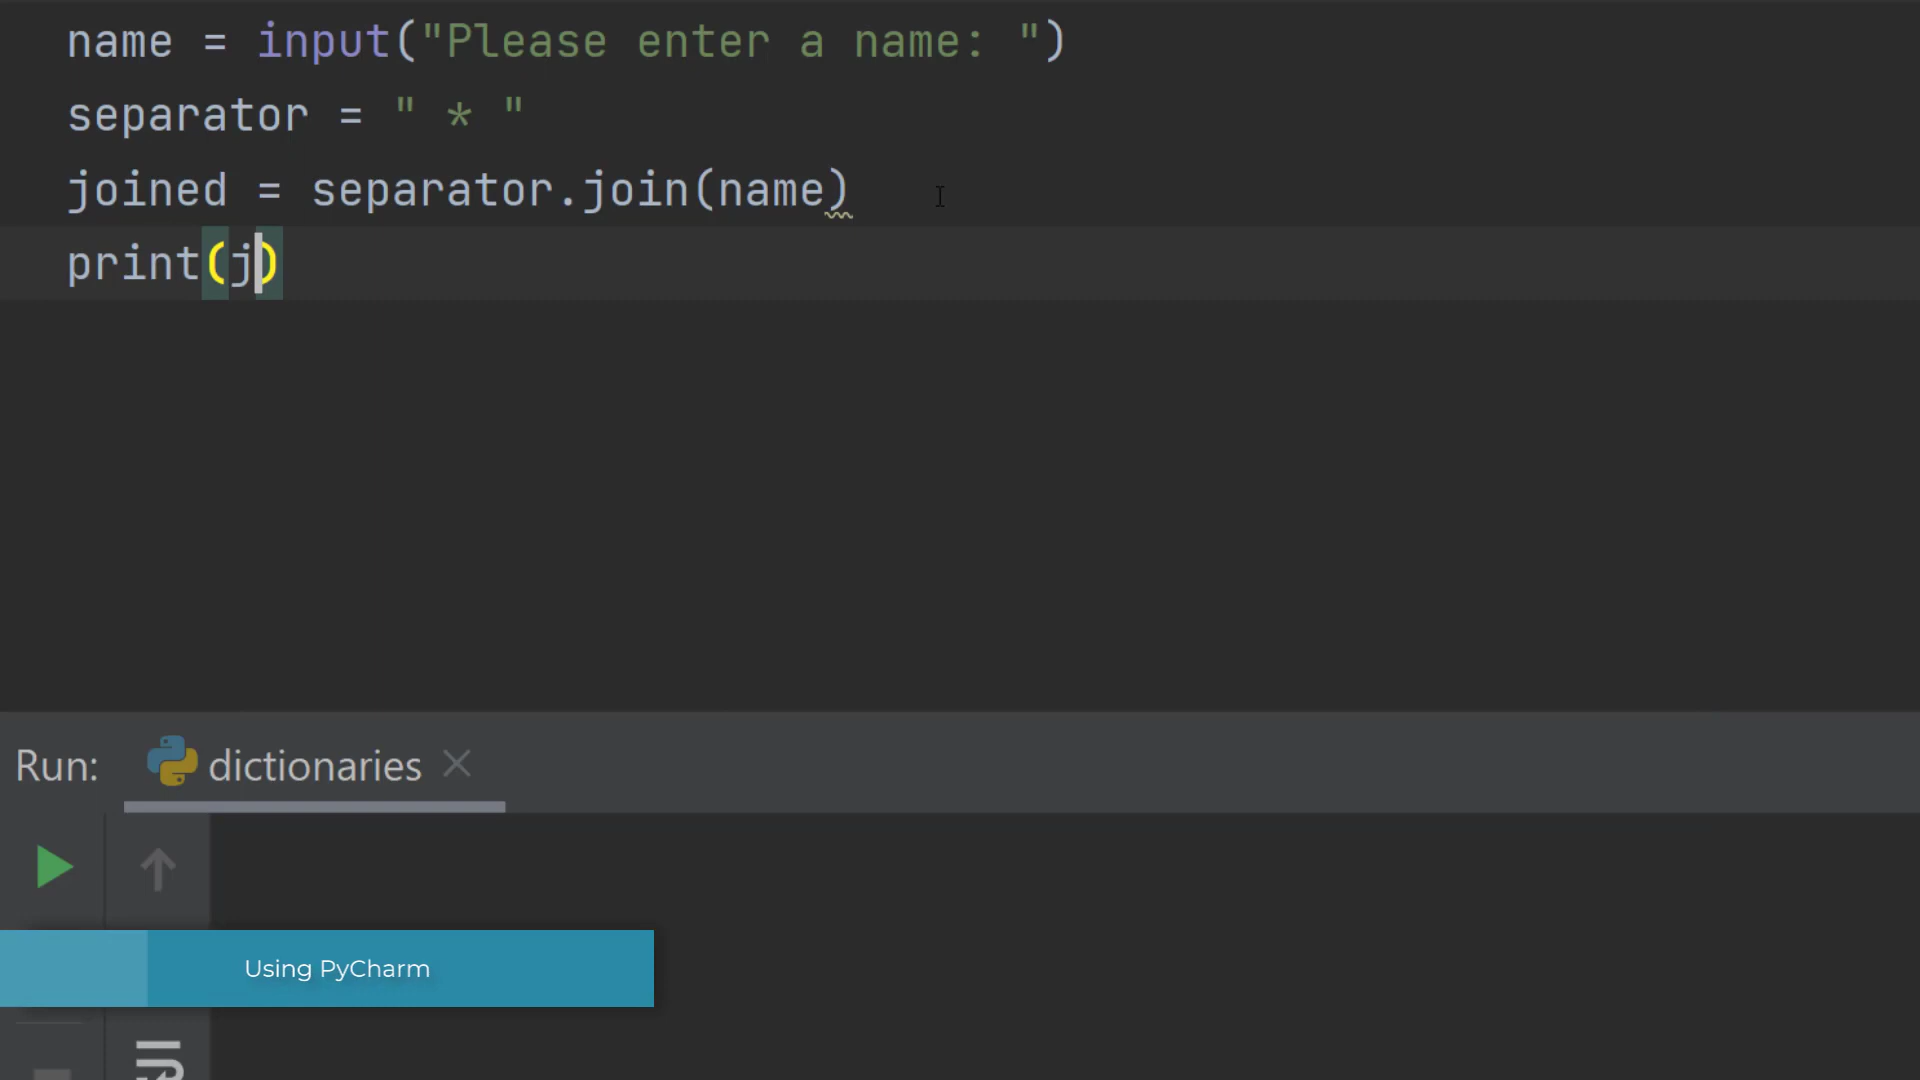 name = input("Please enter a name: ")
separator = " * "
joined = separator.join(name)
print(j)
Run: dictionaries
Using PyCharm